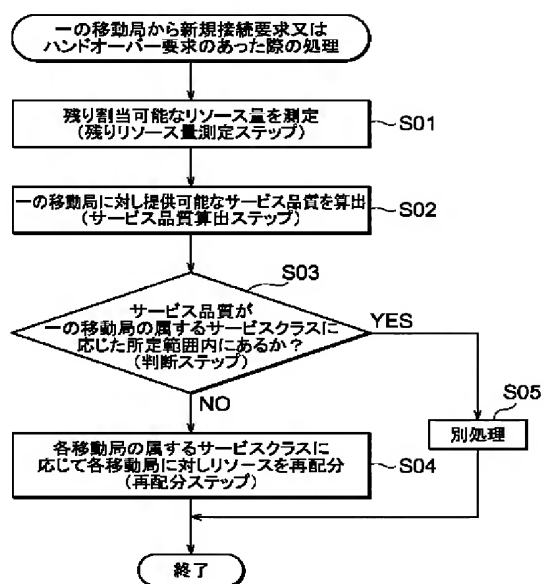 一の移動局から新規接続要求又は
ハンドオーバー要求のあった際の処理
残り割当可能なリソース量を測定
(残りリソース量測定ステップ)
S01
一の移動局に対し提供可能なサービス品質を算出
(サービス品質算出ステップ)
S02
S03
サービス品質が
一の移動局の属するサービスクラスに
応じた所定範囲内にあるか?
(判断ステップ)
YES
NO
S05
別処理
各移動局の属するサービスクラスに
応じて各移動局に対しリソースを再配分
(再配分ステップ)
S04
終了